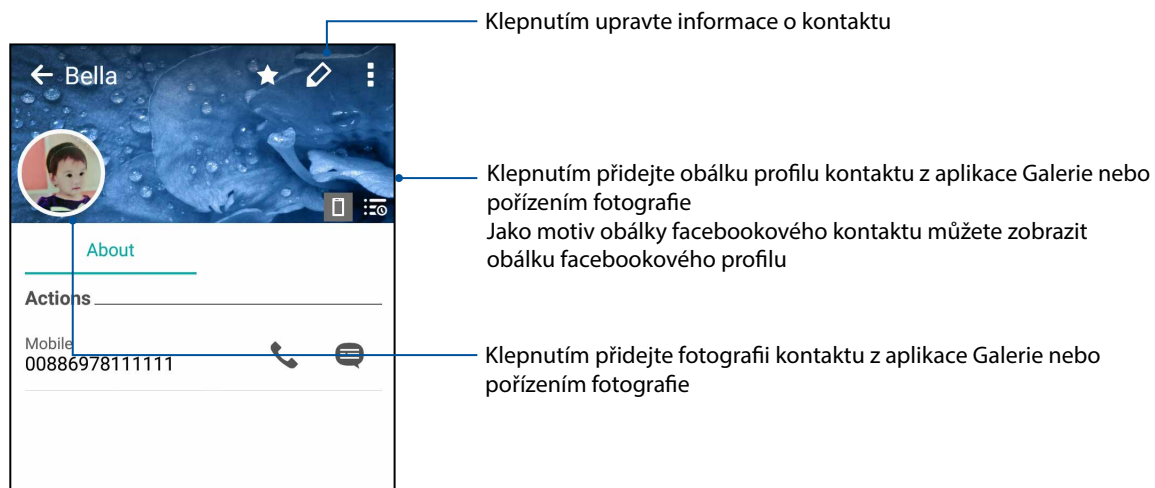 Klepnutím upravte informace o kontaktu
Bella
Klepnutím přidejte obálku profilu kontaktu z aplikace Galerie nebo
pořízením fotografie
Jako motiv obálky facebookového kontaktu můžete zobrazit
obálku facebookového profilu
About
Actions
Mobile
00886978111111
Klepnutím přidejte fotografii kontaktu z aplikace Galerie nebo
pořízením fotografie